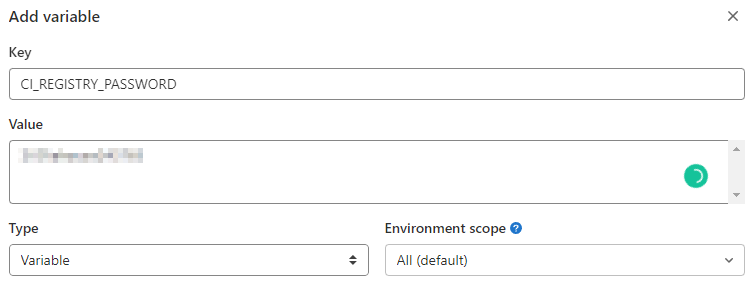 Add variable
Key
CI_REGISTRY_PASSWORD
Value
Type
Environment scope
Variable
All (default)